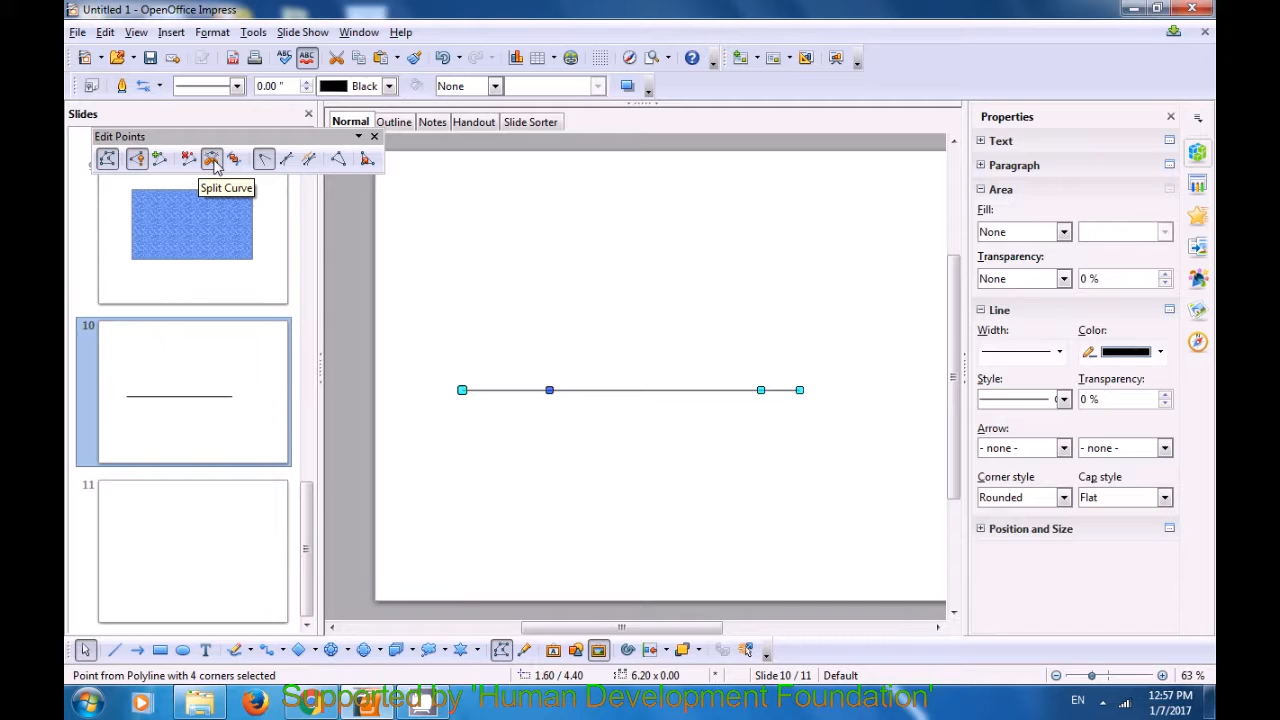 Untitled 1 - OpenOffice Impress
File Edit View Insert Format Tools Slide Show Window Help
0.00 " Black None
Slides
Normal Outline Notes Handout Slide Sorter
Properties
Edit Points
Split Curve
Text
Paragraph
Area
Fill:
None
Transparency:
None 0 %
Line
Width: Color:
Style: Transparency:
0 %
Arrow:
- none - - none -
Corner style Cap style
Rounded Flat
Position and Size
10
11
Point from Polyline with 4 corners selected 1.60 / 4.40 6.20 x 0.00 * Slide 10 / 11 Default 63 %
EN 12:57 PM
1/7/2017
Supported by 'Human Development Foundation'